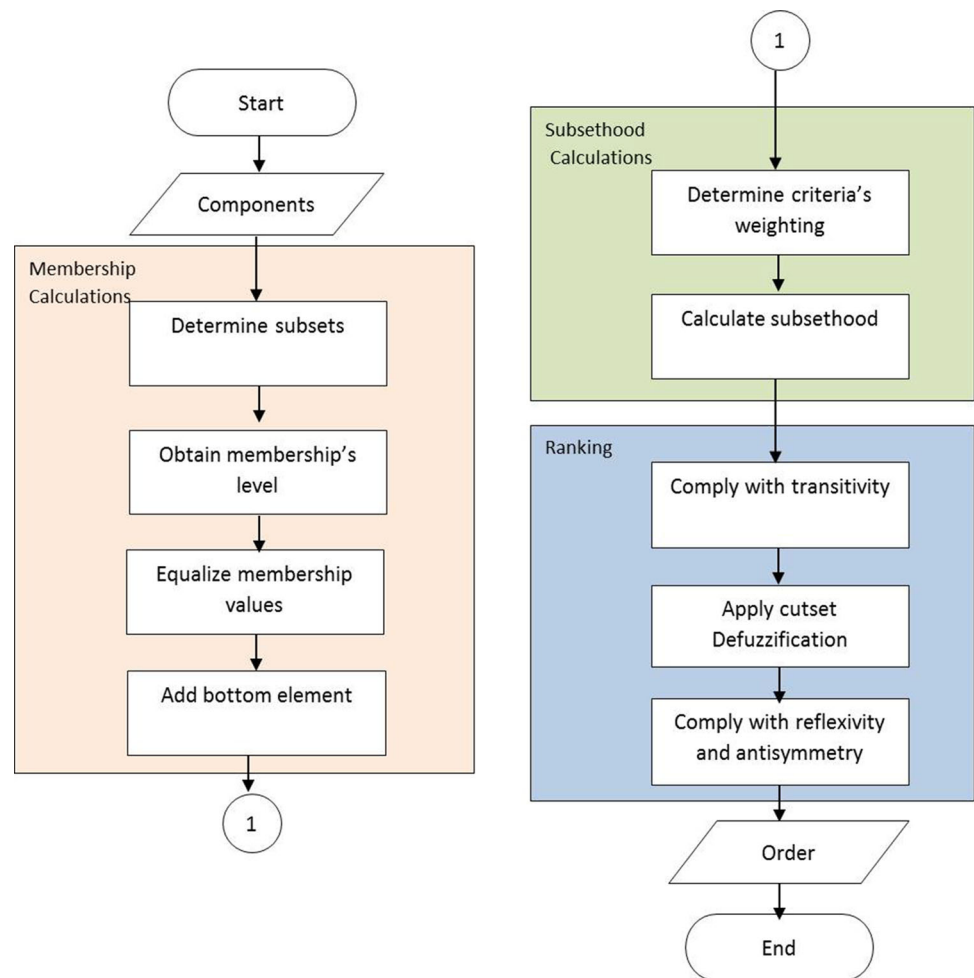 Start
Components
Membership
Calculations
Determine subsets
Obtain membership's
level
Equalize membership
values
Add bottom element
1
1
Subsethood
Calculations
Determine criteria's
weighting
Calculate subsethood
Ranking
Comply with transitivity
Apply cutset
Defuzzification
Comply with reflexivity
and antisymmetry
Order
End